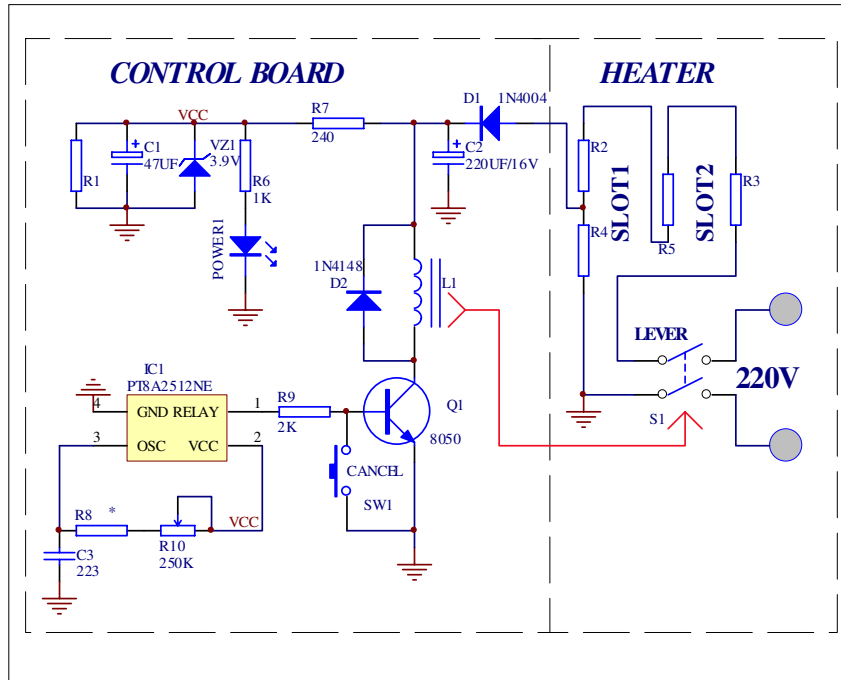 CONTROL BOARD
HEATER
D1
1N4004
VCC
R7
240
C1
47UF
VZ1
3.9V
C2
220UF/16V
R1
R6
1K
R2
R4
SLOT1
R5
SLOT2
R3
POWER1
1N4148
D2
L1
LEVER
220V
S1
IC1
PT8A2512NE
4
GND RELAY
1
3
OSC
VCC
2
R9
2K
Q1
8050
CANCEL
SW1
R8
*
R10
250K
VCC
C3
223